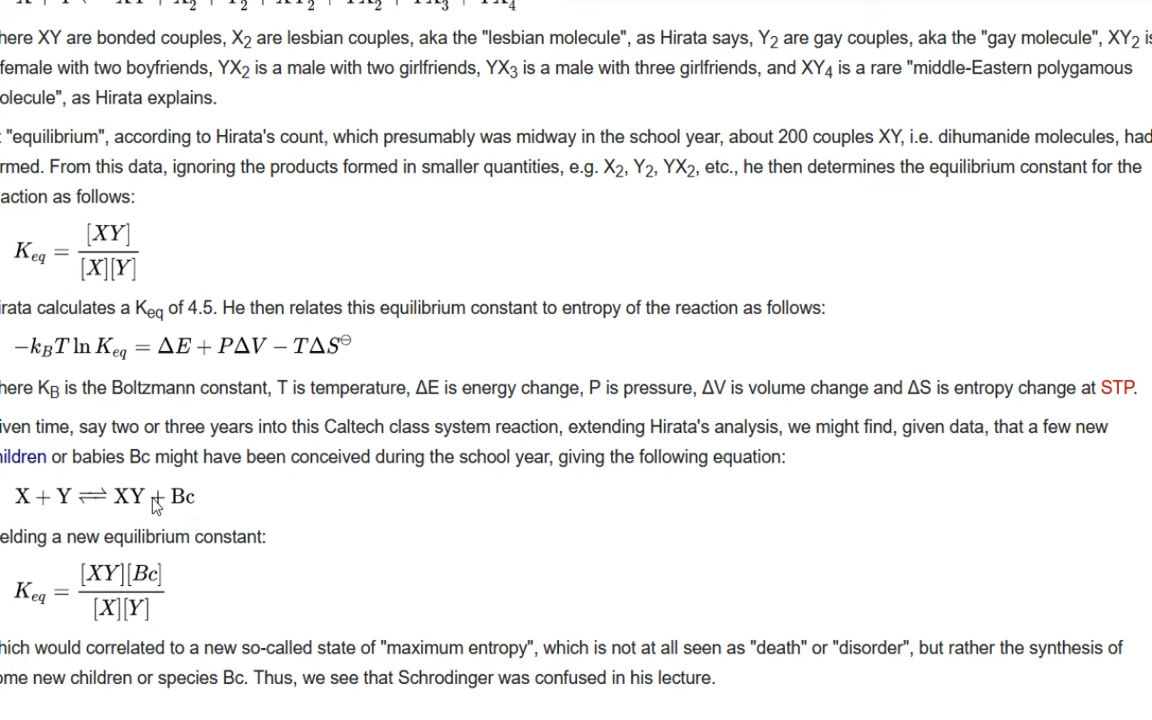 here XY are bonded couples, X2 are lesbian couples, aka the "lesbian molecule", as Hirata says, Y2 are gay couples, aka the "gay molecule", XY2 is
female with two boyfriends, YX2 is a male with two girlfriends, YX3 is a male with three girlfriends, and XY4 is a rare "middle-Eastern polygamous
olecule", as Hirata explains.
"equilibrium", according to Hirata's count, which presumably was midway in the school year, about 200 couples XY, i.e. dihumanide molecules, had
rmed. From this data, ignoring the products formed in smaller quantities, e.g. X2, Y2, YX2, etc., he then determines the equilibrium constant for the
action as follows:
Keq = [XY] / [X][Y]
irata calculates a Keq of 4.5. He then relates this equilibrium constant to entropy of the reaction as follows:
−kBT ln Keq = ΔE + PΔV − TΔS⊖
here KB is the Boltzmann constant, T is temperature, ΔE is energy change, P is pressure, ΔV is volume change and ΔS is entropy change at STP.
iven time, say two or three years into this Caltech class system reaction, extending Hirata's analysis, we might find, given data, that a few new
hildren or babies Bc might have been conceived during the school year, giving the following equation:
X + Y ⇌ XY + Bc
elding a new equilibrium constant:
Keq = [XY][Bc] / [X][Y]
hich would correlated to a new so-called state of "maximum entropy", which is not at all seen as "death" or "disorder", but rather the synthesis of
ome new children or species Bc. Thus, we see that Schrodinger was confused in his lecture.